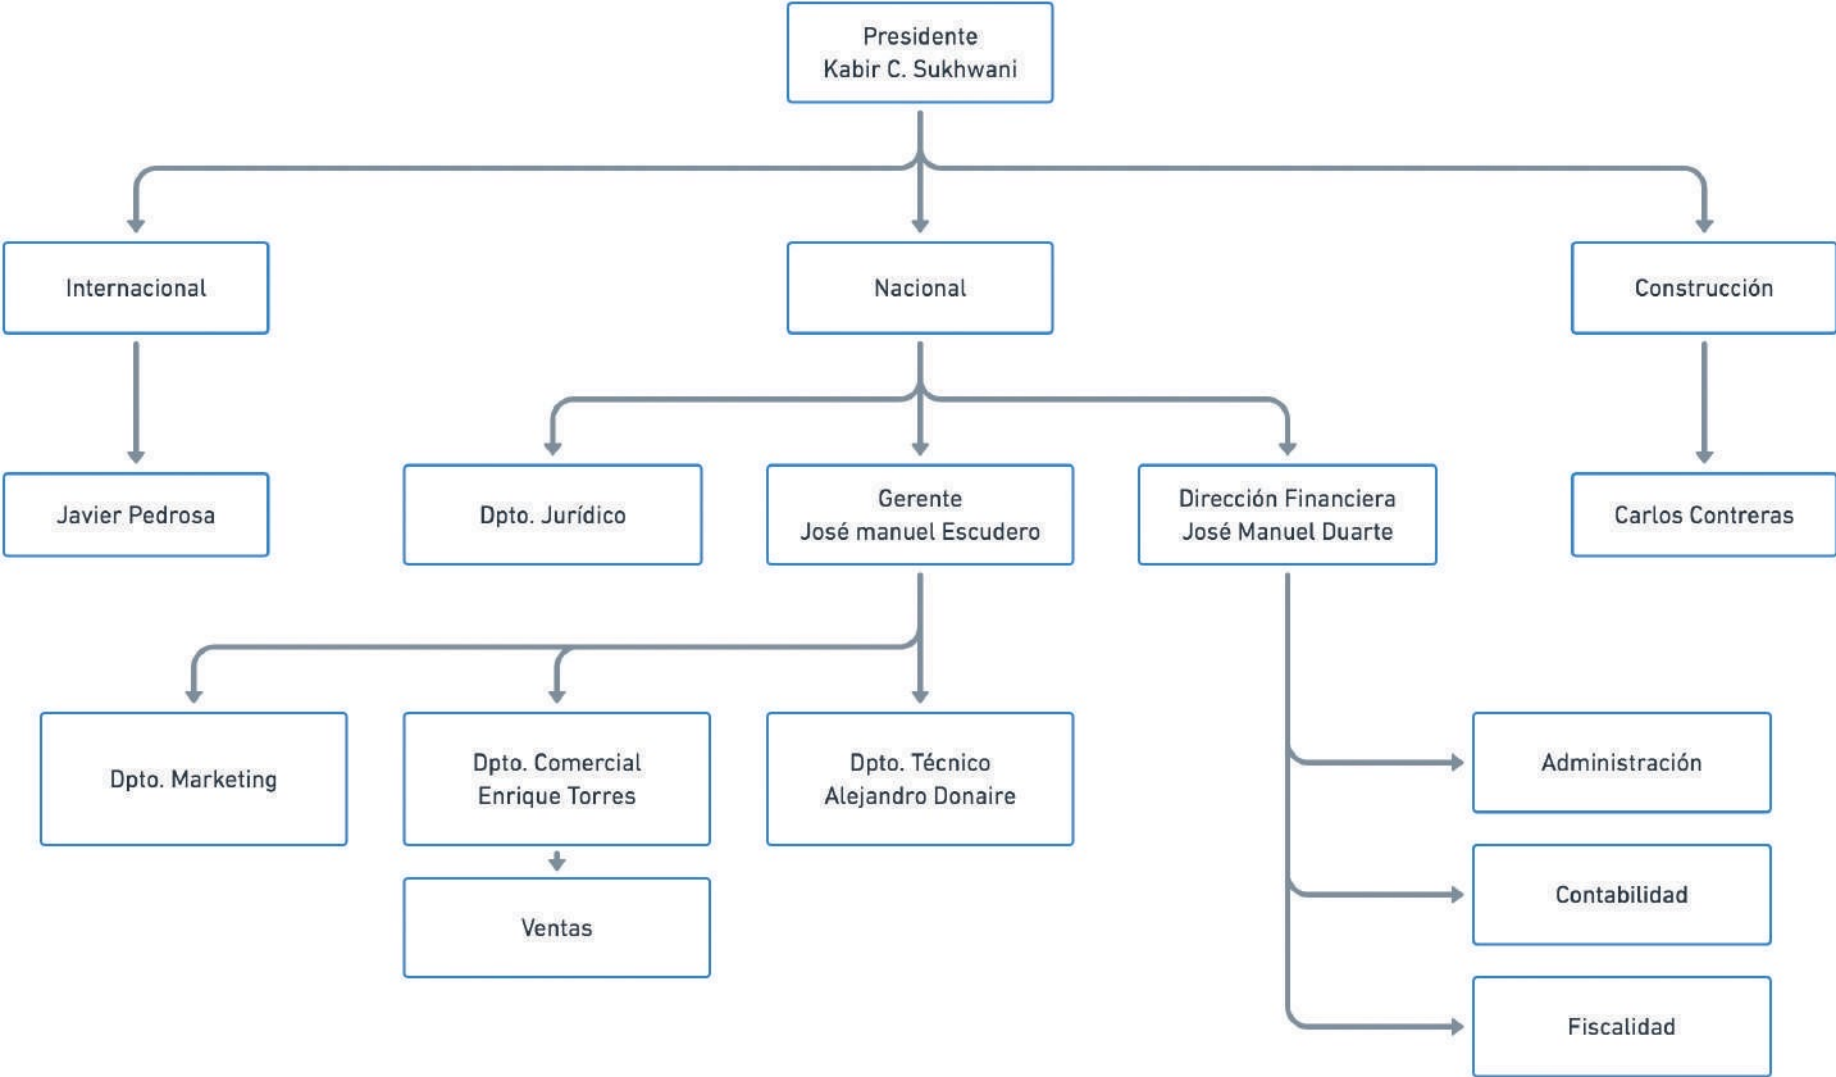 Presidente
Kabir C. Sukhwani
Internacional
Nacional
Construcción
Javier Pedrosa
Dpto. Jurídico
Gerente
José manuel Escudero
Dirección Financiera
José Manuel Duarte
Carlos Contreras
Dpto. Marketing
Dpto. Comercial
Enrique Torres
Dpto. Técnico
Alejandro Donaire
Administración
Ventas
Contabilidad
Fiscalidad